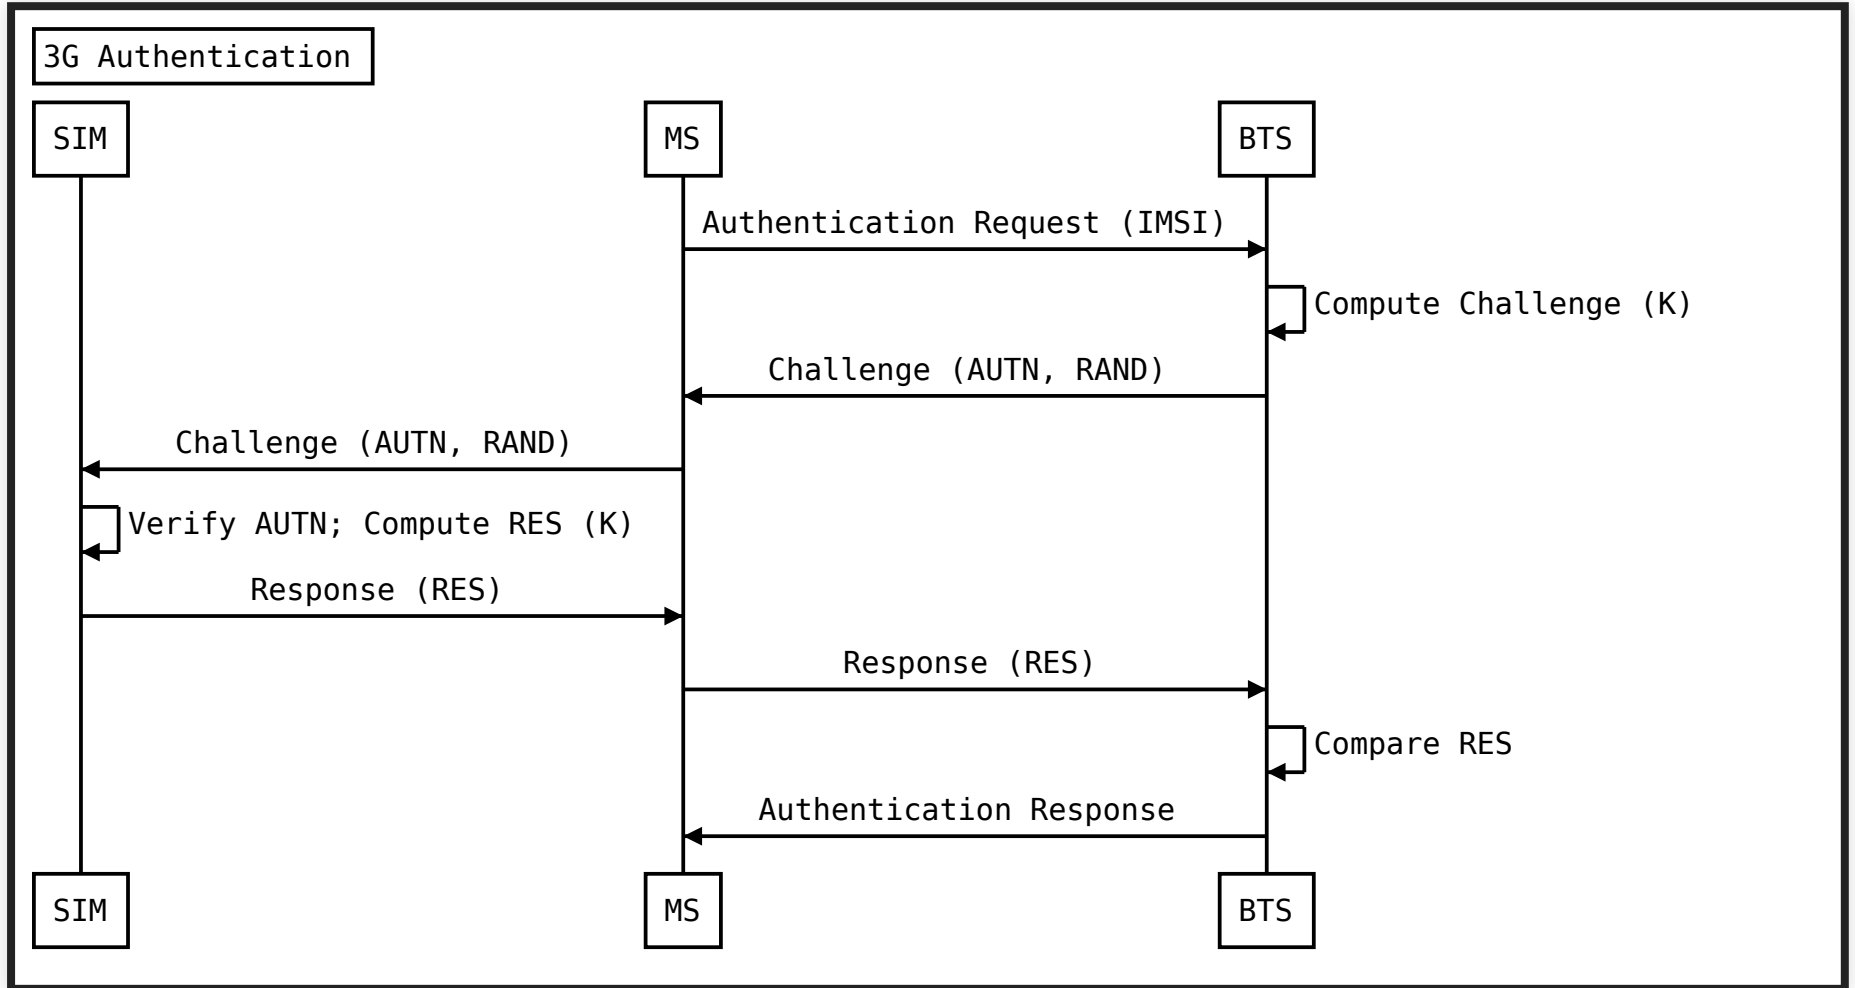 3G Authentication
SIM
MS
BTS
Authentication Request (IMSI)
Compute Challenge (K)
Challenge (AUTN, RAND)
Challenge (AUTN, RAND)
Verify AUTN; Compute RES (K)
Response (RES)
Response (RES)
Compare RES
Authentication Response
SIM
MS
BTS